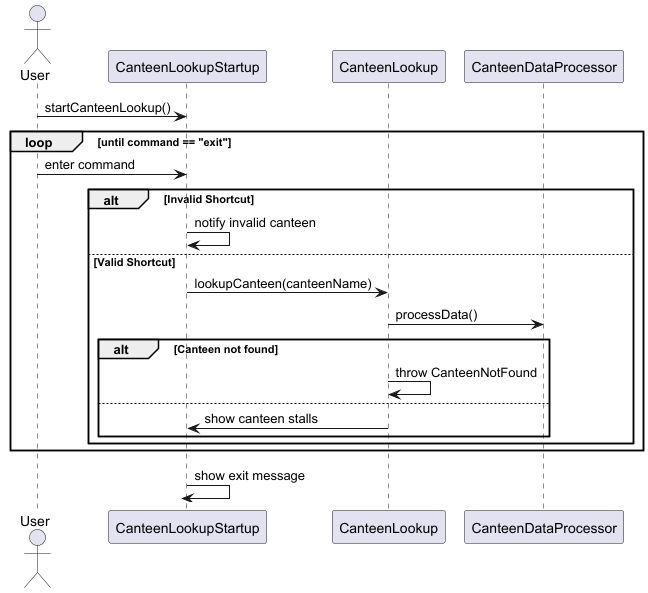 User
CanteenLookupStartup
CanteenLookup
CanteenDataProcessor
startCanteenLookup()
loop
[until command == "exit"]
enter command
alt
[Invalid Shortcut]
notify invalid canteen
[Valid Shortcut]
lookupCanteen(canteenName)
processData()
alt
[Canteen not found]
throw CanteenNotFound
show canteen stalls
show exit message
User
CanteenLookupStartup
CanteenLookup
CanteenDataProcessor